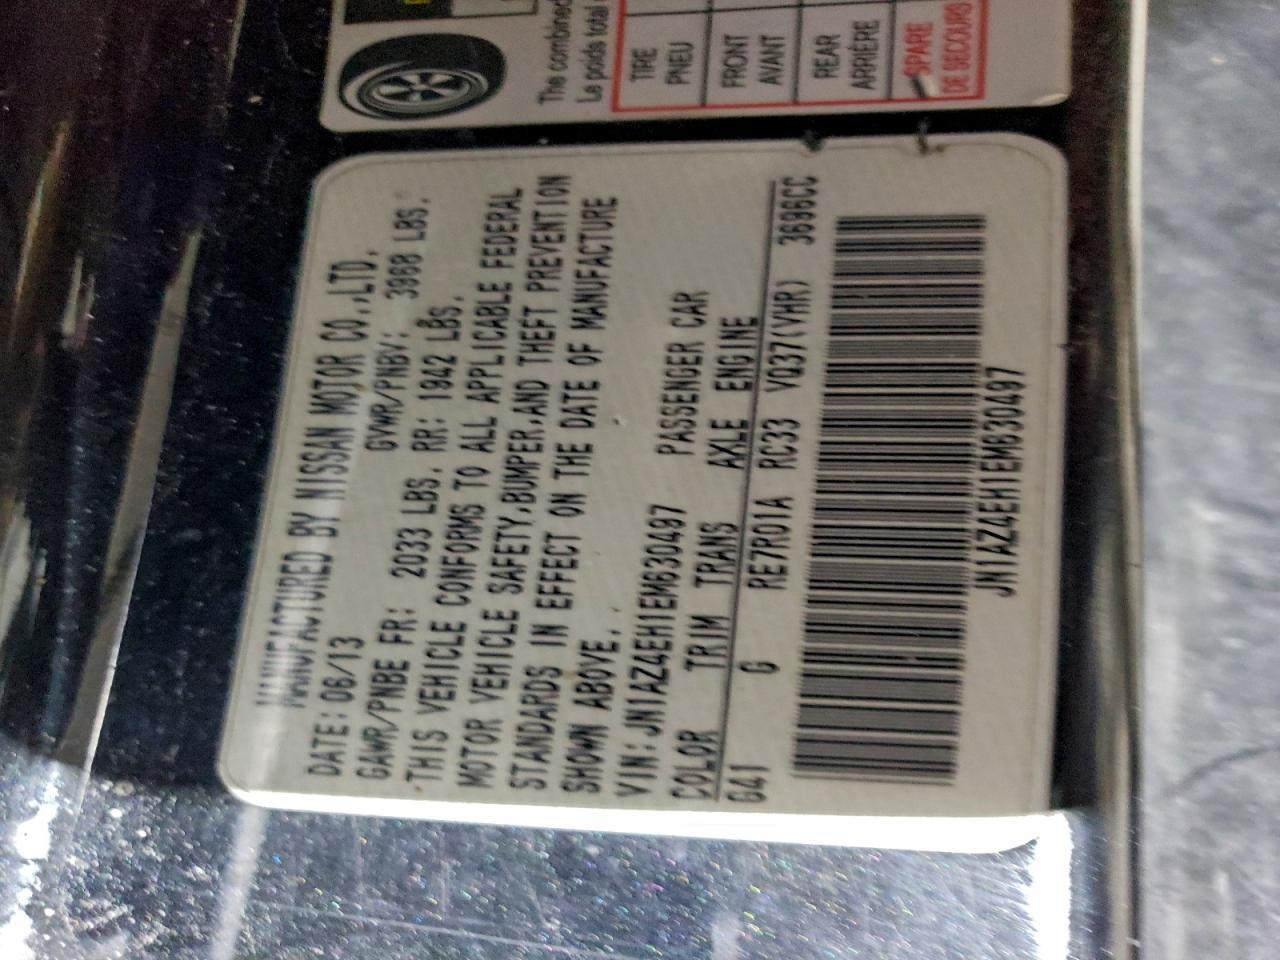 MANUFACTURED BY NISSAN MOTOR CO.,LTD.
DATE: 06/13 GVWR/PNBV: 3968 LBS.
GAWR/PNBE FR: 2033 LBS. RR: 1942 LBS.
THIS VEHICLE CONFORMS TO ALL APPLICABLE FEDERAL
MOTOR VEHICLE SAFETY,BUMPER,AND THEFT PREVENTION
STANDARDS IN EFFECT ON THE DATE OF MANUFACTURE
SHOWN ABOVE.
VIN:JN1AZ4EH1EM630497 PASSENGER CAR
COLOR TRIM TRANS AXLE ENGINE
G41 G RE7R01A RC33 VQ37(VHR) 3696CC
JN1AZ4EH1EM630497
The combined
Le poids total
TIRE
PNEU
FRONT
AVANT
REAR
ARRIÈRE
SPARE
DE SECOURS